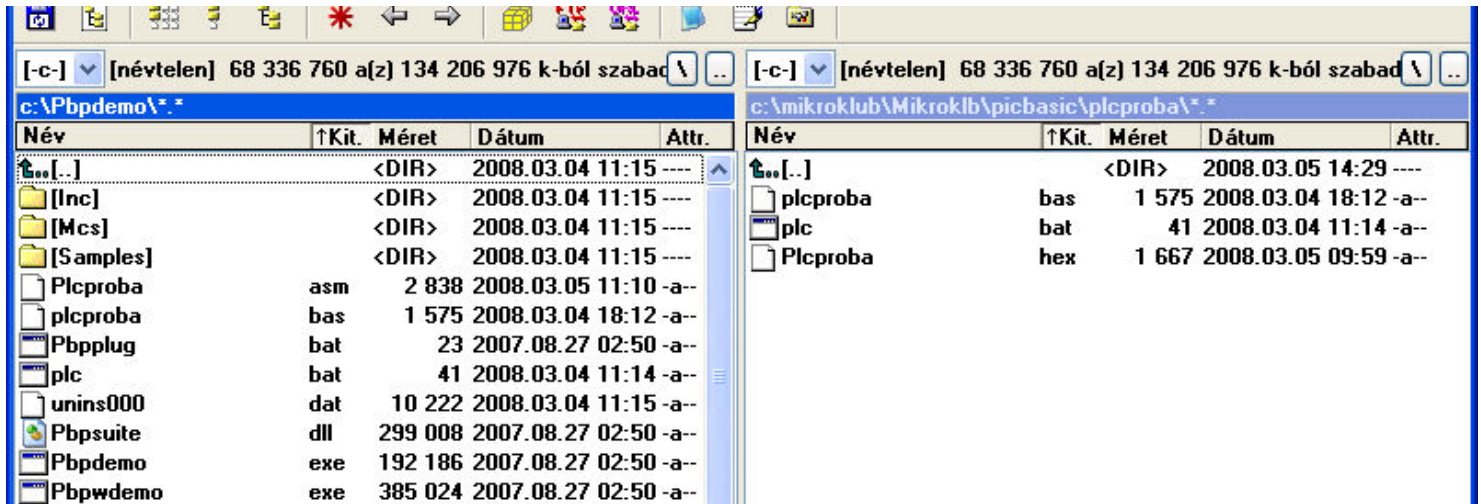 [-c-] [névtelen] 68 336 760 a(z) 134 206 976 k-ból szabad \ ..
c:\Pbpdemo\*.*
Név ↑Kit. Méret Dátum Attr.
[..] <DIR> 2008.03.04 11:15 ----
[Inc] <DIR> 2008.03.04 11:15 ----
[Mcs] <DIR> 2008.03.04 11:15 ----
[Samples] <DIR> 2008.03.04 11:15 ----
Plcproba asm 2 838 2008.03.05 11:10 -a--
plcproba bas 1 575 2008.03.04 18:12 -a--
Pbpplug bat 23 2007.08.27 02:50 -a--
plc bat 41 2008.03.04 11:14 -a--
unins000 dat 10 222 2008.03.04 11:15 -a--
Pbpsuite dll 299 008 2007.08.27 02:50 -a--
Pbpdemo exe 192 186 2007.08.27 02:50 -a--
Pbpwdemo exe 385 024 2007.08.27 02:50 -a--
[-c-] [névtelen] 68 336 760 a(z) 134 206 976 k-ból szabad \ ..
c:\mikroklub\Mikroklb\picbasic\plcproba\*.*
Név ↑Kit. Méret Dátum Attr.
[..] <DIR> 2008.03.05 14:29 ----
plcproba bas 1 575 2008.03.04 18:12 -a--
plc bat 41 2008.03.04 11:14 -a--
Plcproba hex 1 667 2008.03.05 09:59 -a--